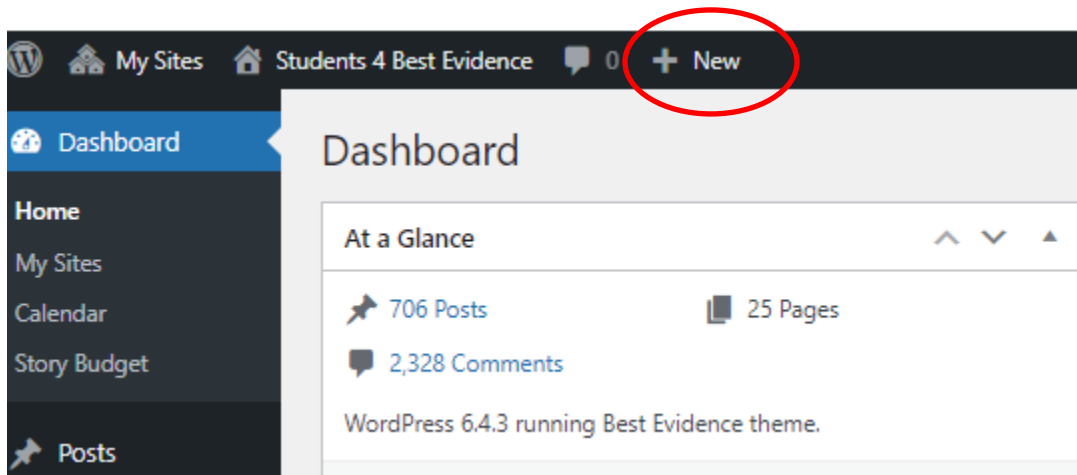 My Sites Students 4 Best Evidence 0 New
Dashboard
Dashboard
Home
My Sites
Calendar
Story Budget
Posts
At a Glance
706 Posts 25 Pages
2,328 Comments
WordPress 6.4.3 running Best Evidence theme.